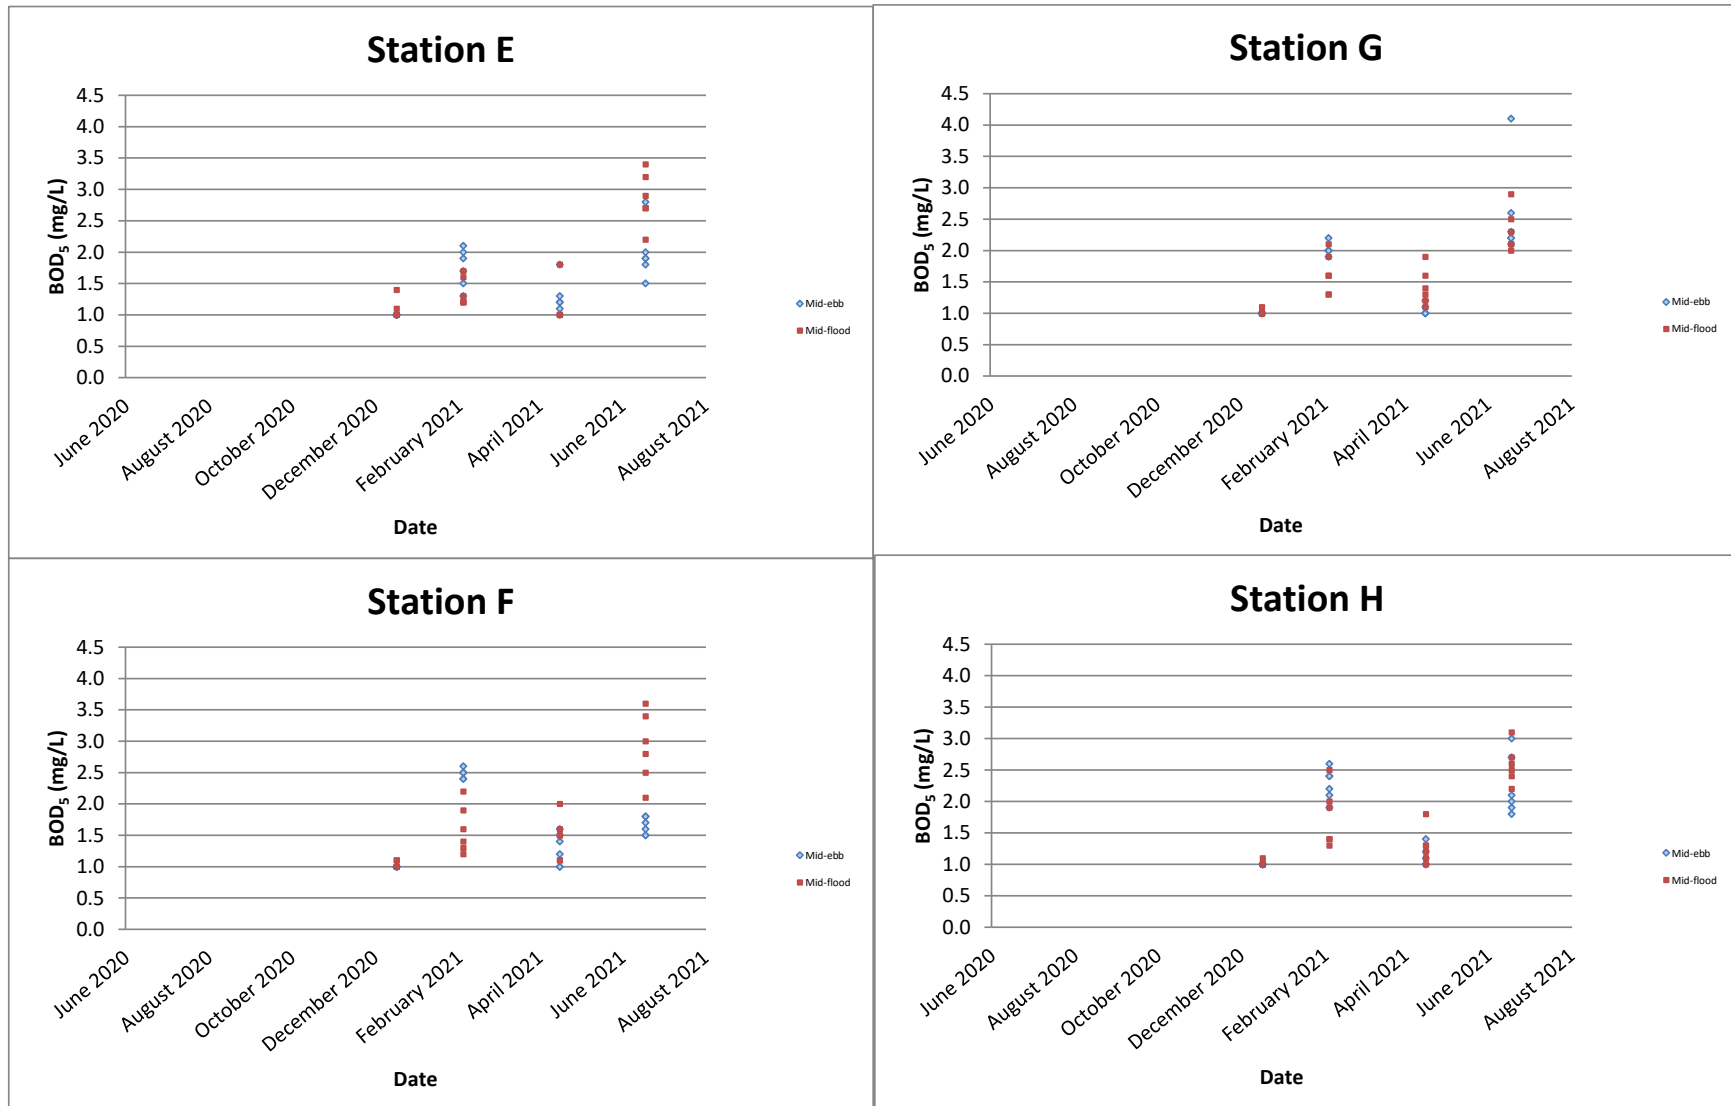 Station E
4.5
4.0
3.5
3.0
2.5
2.0
1.5
1.0
0.5
0.0
BOD₅ (mg/L)
June 2020
August 2020
October 2020
December 2020
February 2021
April 2021
June 2021
August 2021
Date
Mid-ebb
Mid-flood
Station G
4.5
4.0
3.5
3.0
2.5
2.0
1.5
1.0
0.5
0.0
BOD₅ (mg/L)
June 2020
August 2020
October 2020
December 2020
February 2021
April 2021
June 2021
August 2021
Date
Mid-ebb
Mid-flood
Station F
4.5
4.0
3.5
3.0
2.5
2.0
1.5
1.0
0.5
0.0
BOD₅ (mg/L)
June 2020
August 2020
October 2020
December 2020
February 2021
April 2021
June 2021
August 2021
Date
Mid-ebb
Mid-flood
Station H
4.5
4.0
3.5
3.0
2.5
2.0
1.5
1.0
0.5
0.0
BOD₅ (mg/L)
June 2020
August 2020
October 2020
December 2020
February 2021
April 2021
June 2021
August 2021
Date
Mid-ebb
Mid-flood